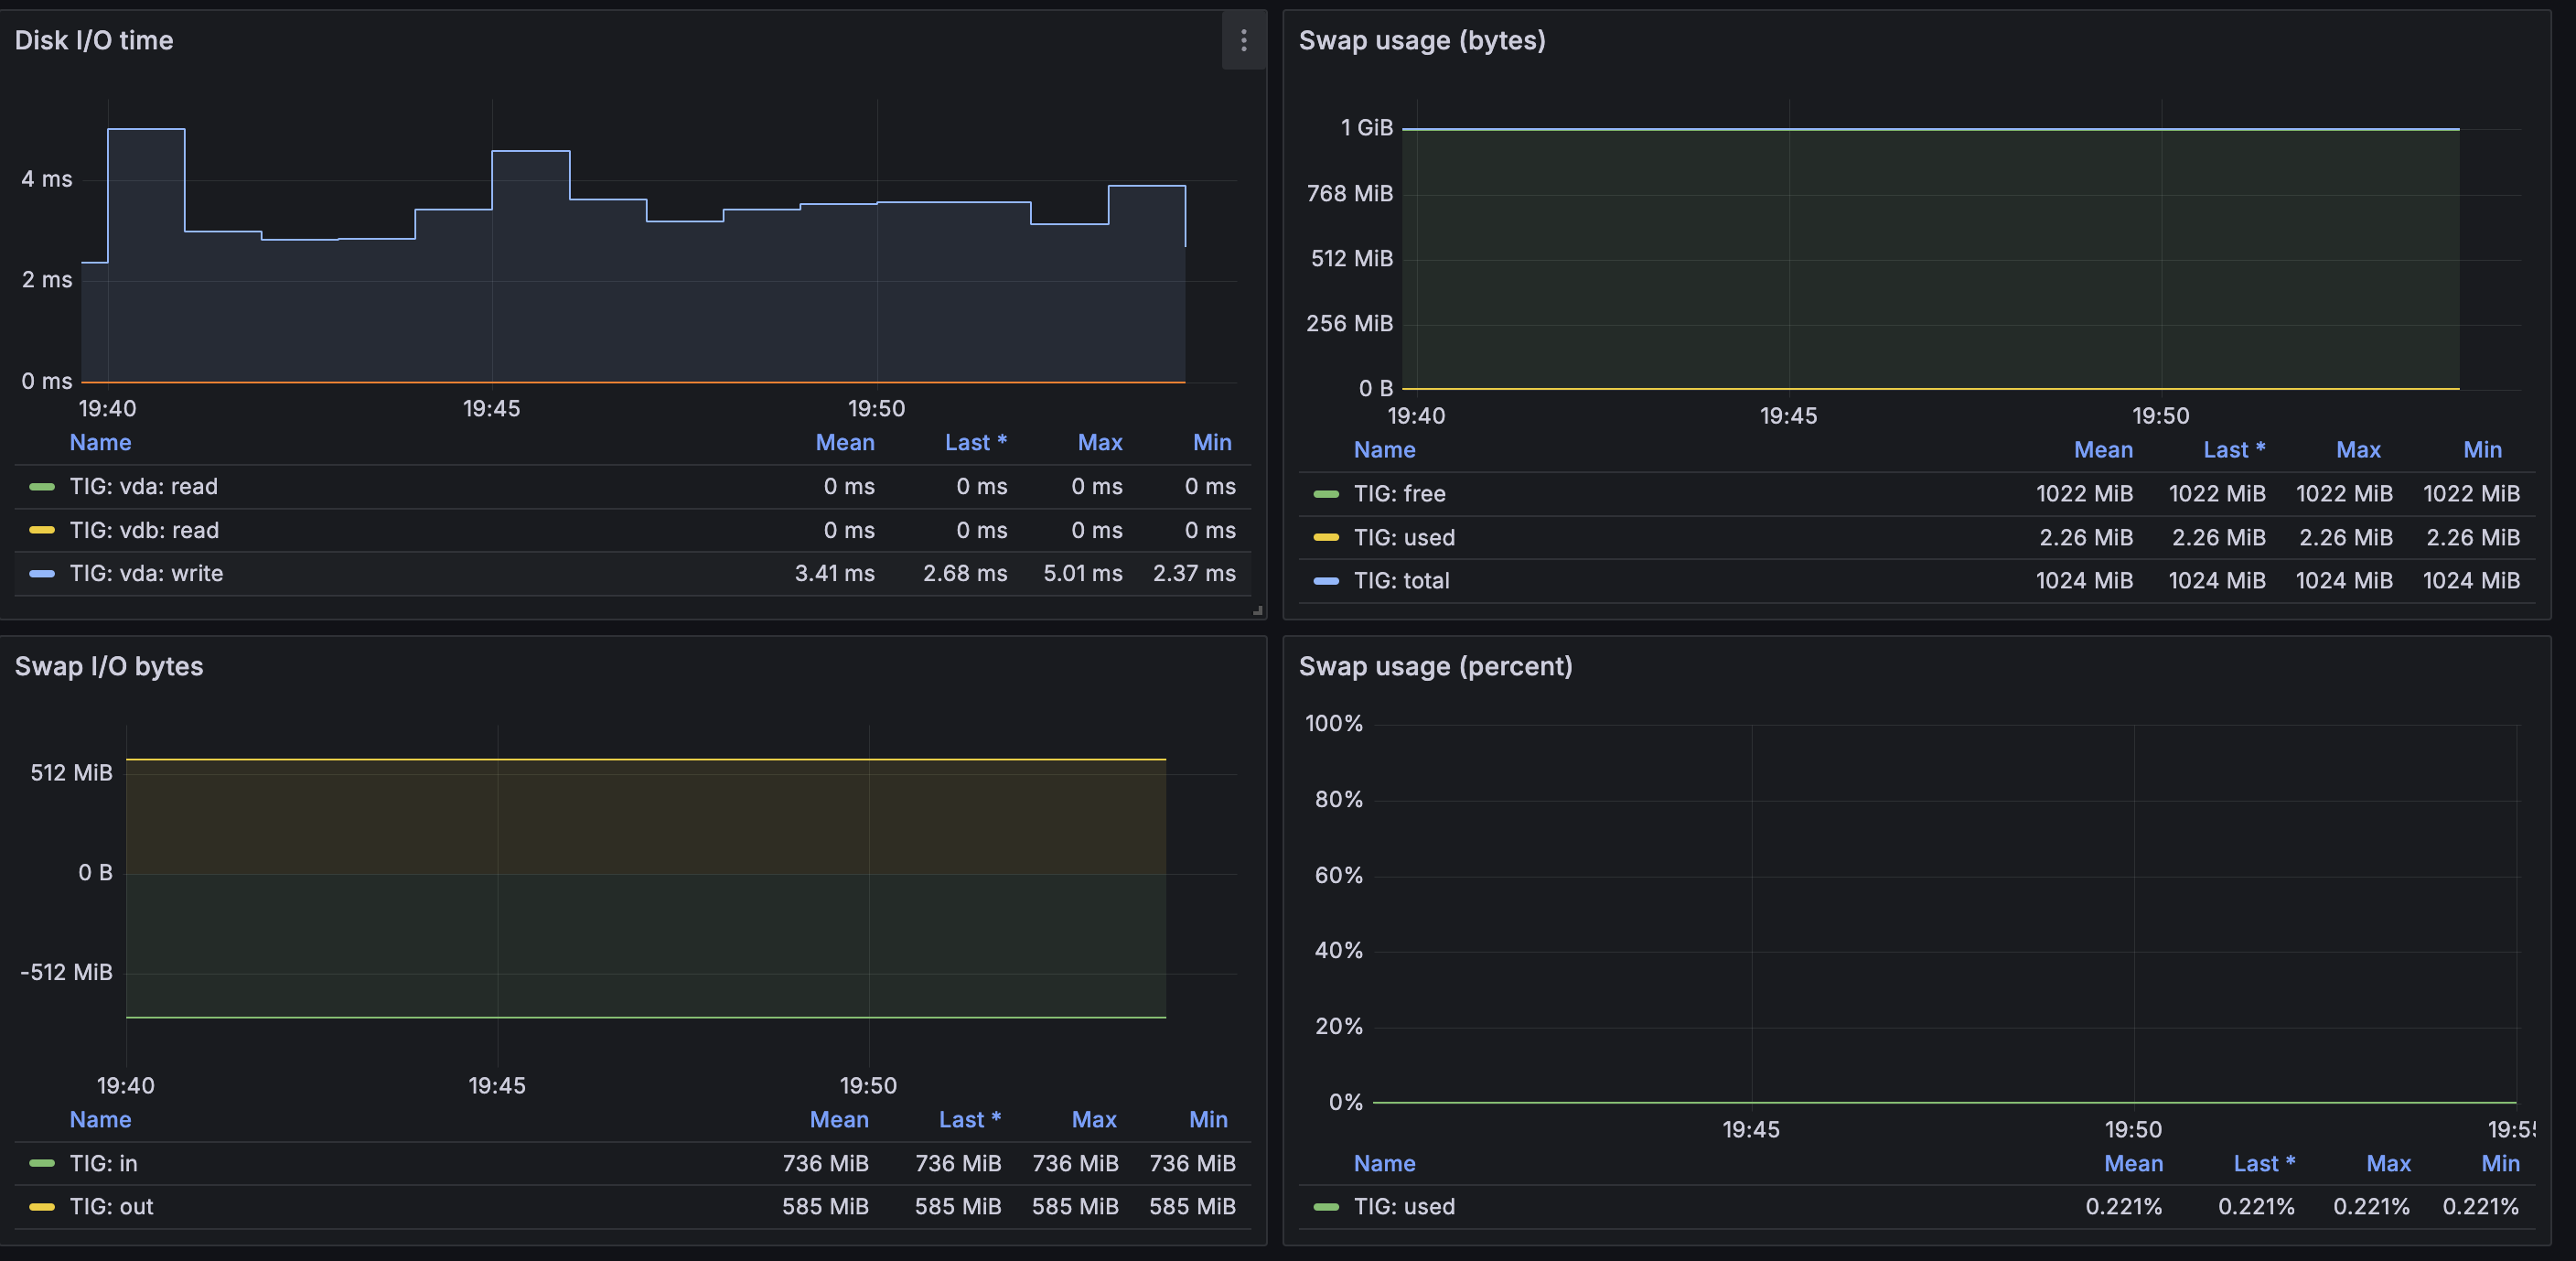 Disk I/O time
4 ms
2 ms
0 ms
19:40 19:45 19:50
Name Mean Last * Max Min
TIG: vda: read 0 ms 0 ms 0 ms 0 ms
TIG: vdb: read 0 ms 0 ms 0 ms 0 ms
TIG: vda: write 3.41 ms 2.68 ms 5.01 ms 2.37 ms
Swap usage (bytes)
1 GiB
768 MiB
512 MiB
256 MiB
0 B
19:40 19:45 19:50
Name Mean Last * Max Min
TIG: free 1022 MiB 1022 MiB 1022 MiB 1022 MiB
TIG: used 2.26 MiB 2.26 MiB 2.26 MiB 2.26 MiB
TIG: total 1024 MiB 1024 MiB 1024 MiB 1024 MiB
Swap I/O bytes
512 MiB
0 B
-512 MiB
19:40 19:45 19:50
Name Mean Last * Max Min
TIG: in 736 MiB 736 MiB 736 MiB 736 MiB
TIG: out 585 MiB 585 MiB 585 MiB 585 MiB
Swap usage (percent)
100%
80%
60%
40%
20%
0%
19:45 19:50
Name Mean Last * Max Min
TIG: used 0.221% 0.221% 0.221% 0.221%